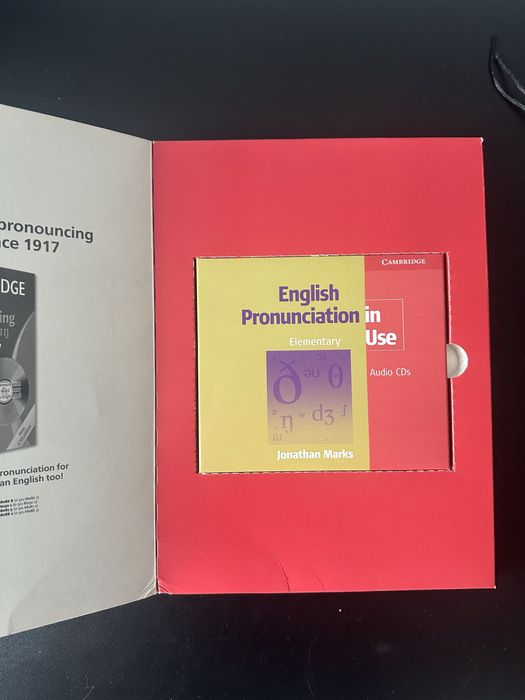 pronouncing
ce 1917
DGE
ing
CAMBRIDGE
English
Pronunciation
in
Use
Elementary
Audio CDs
ð əʊ θ
ŋ w dʒ ʃ
Jonathan Marks
ronunciation for
an English too!